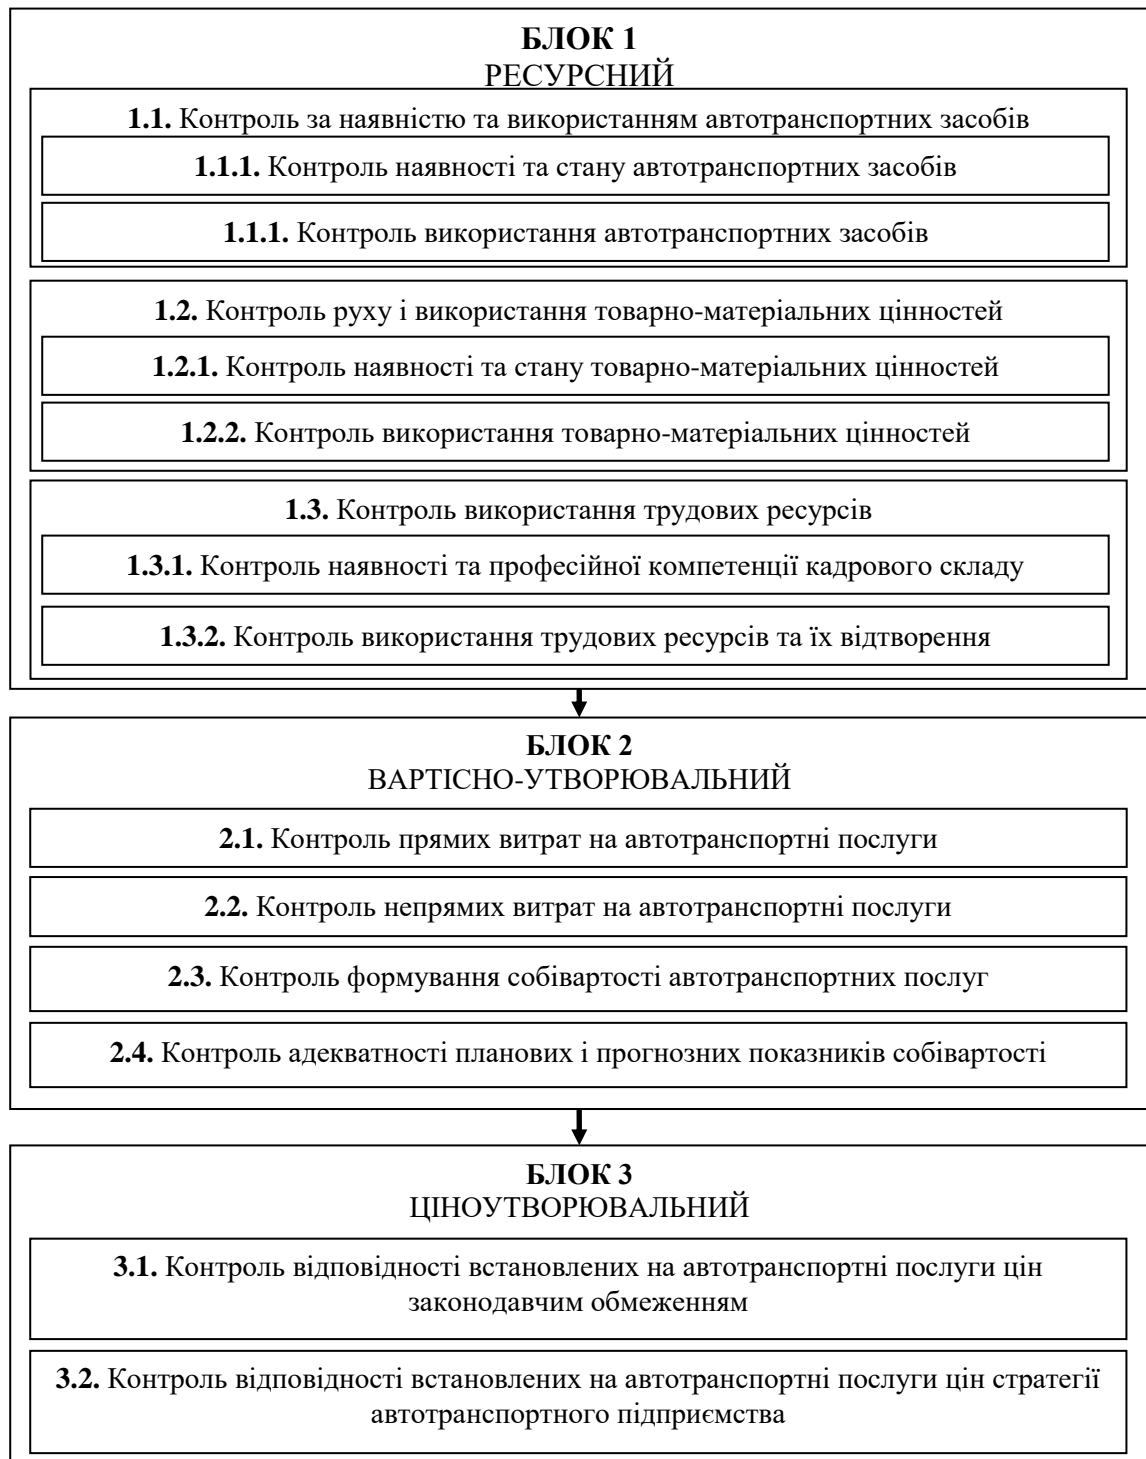 БЛОК 1
РЕСУРСНИЙ
1.1. Контроль за наявністю та використанням автотранспортних засобів
1.1.1. Контроль наявності та стану автотранспортних засобів
1.1.1. Контроль використання автотранспортних засобів
1.2. Контроль руху і використання товарно-матеріальних цінностей
1.2.1. Контроль наявності та стану товарно-матеріальних цінностей
1.2.2. Контроль використання товарно-матеріальних цінностей
1.3. Контроль використання трудових ресурсів
1.3.1. Контроль наявності та професійної компетенції кадрового складу
1.3.2. Контроль використання трудових ресурсів та їх відтворення
БЛОК 2
ВАРТІСНО-УТВОРЮВАЛЬНИЙ
2.1. Контроль прямих витрат на автотранспортні послуги
2.2. Контроль непрямих витрат на автотранспортні послуги
2.3. Контроль формування собівартості автотранспортних послуг
2.4. Контроль адекватності планових і прогнозних показників собівартості
БЛОК 3
ЦІНОУТВОРЮВАЛЬНИЙ
3.1. Контроль відповідності встановлених на автотранспортні послуги цін
законодавчим обмеженням
3.2. Контроль відповідності встановлених на автотранспортні послуги цін стратегії
автотранспортного підприємства